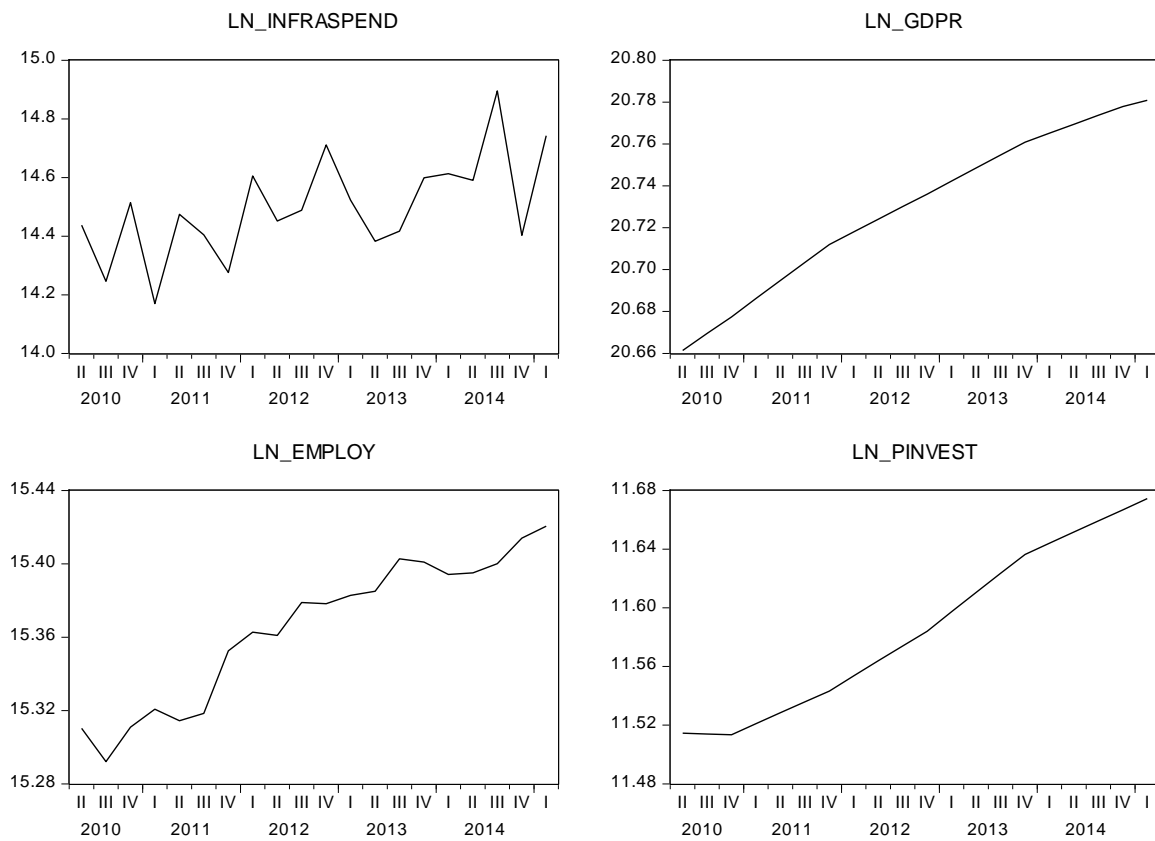 LN_INFRASPEND
15.0
14.8
14.6
14.4
14.2
14.0
II III IV I II III IV I II III IV I II III IV I II III IV I
2010 2011 2012 2013 2014
LN_GDPR
20.80
20.78
20.76
20.74
20.72
20.70
20.68
20.66
II III IV I II III IV I II III IV I II III IV I II III IV I
2010 2011 2012 2013 2014
LN_EMPLOY
15.44
15.40
15.36
15.32
15.28
II III IV I II III IV I II III IV I II III IV I II III IV I
2010 2011 2012 2013 2014
LN_PINVEST
11.68
11.64
11.60
11.56
11.52
11.48
II III IV I II III IV I II III IV I II III IV I II III IV I
2010 2011 2012 2013 2014